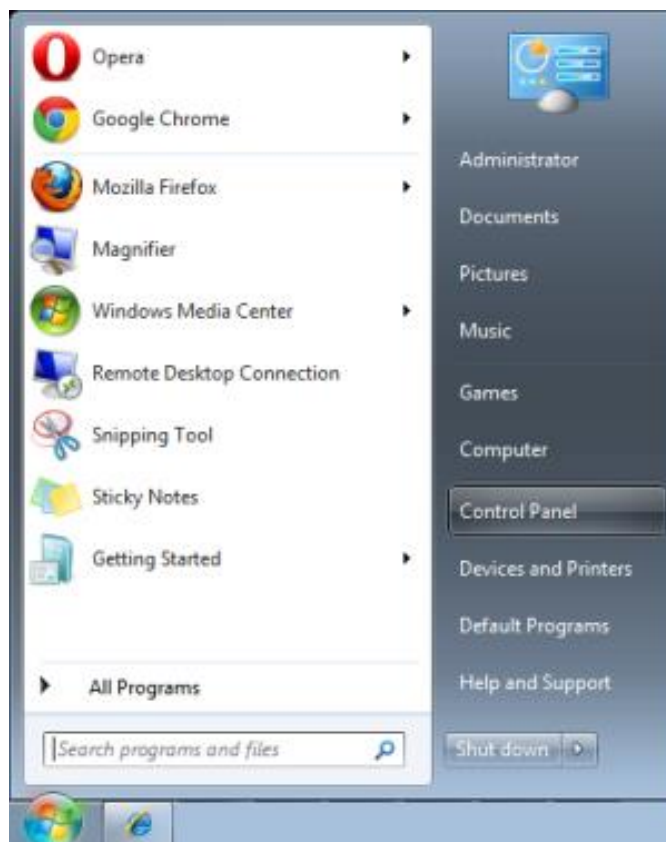 Opera
Google Chrome
Mozilla Firefox
Magnifier
Windows Media Center
Remote Desktop Connection
Snipping Tool
Sticky Notes
Getting Started
All Programs
Search programs and files
Administrator
Documents
Pictures
Music
Games
Computer
Control Panel
Devices and Printers
Default Programs
Help and Support
Shut down